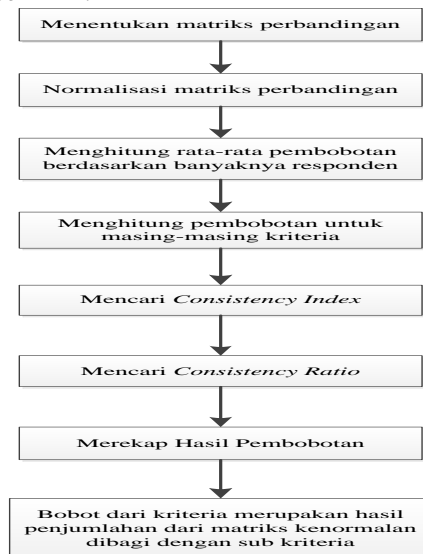 Menentukan matriks perbandingan
Normalisasi matriks perbandingan
Menghitung rata-rata pembobotan
berdasarkan banyaknya responden
Menghitung pembobotan untuk
masing-masing kriteria
Mencari Consistency Index
Mencari Consistency Ratio
Merekap Hasil Pembobotan
Bobot dari kriteria merupakan hasil
penjumlahan dari matriks kenormalan
dibagi dengan sub kriteria